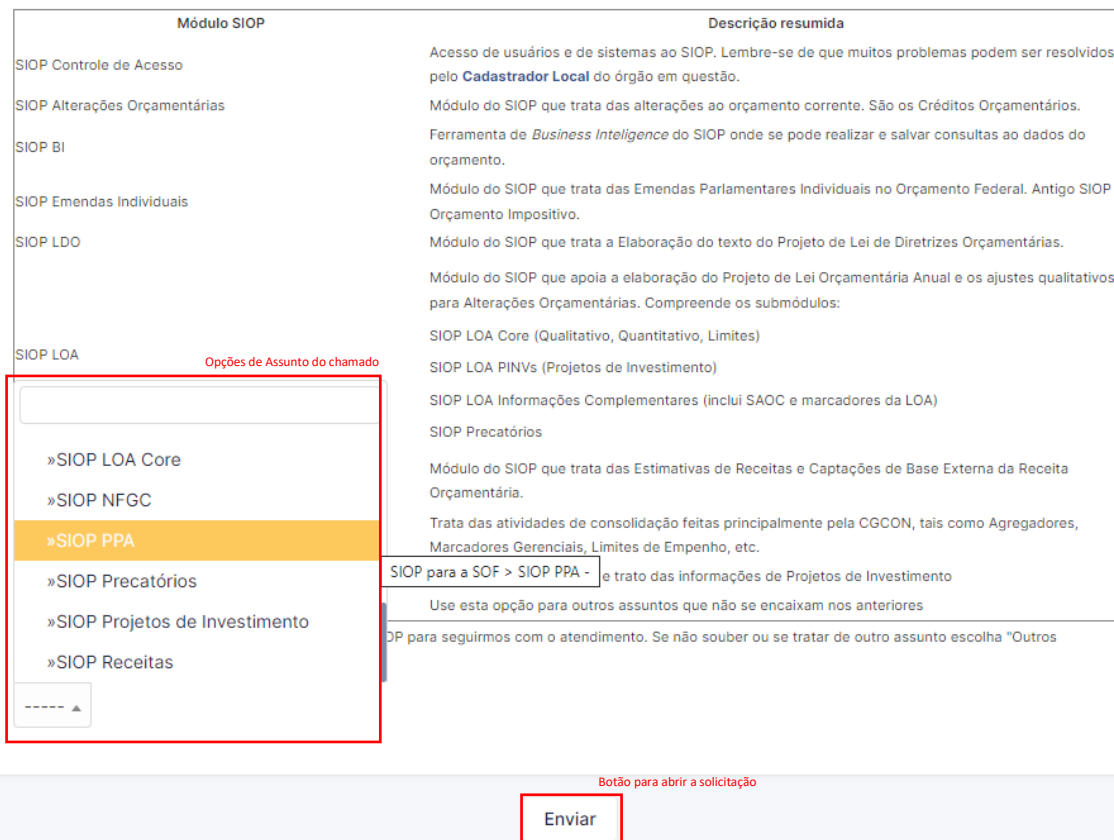 Módulo SIOP
Descrição resumida
SIOP Controle de Acesso
Acesso de usuários e de sistemas ao SIOP. Lembre-se de que muitos problemas podem ser resolvidos
pelo Cadastrador Local do órgão em questão.
SIOP Alterações Orçamentárias
Módulo do SIOP que trata das alterações ao orçamento corrente. São os Créditos Orçamentários.
SIOP BI
Ferramenta de Business Inteligence do SIOP onde se pode realizar e salvar consultas ao dados do
orçamento.
SIOP Emendas Individuais
Módulo do SIOP que trata das Emendas Parlamentares Individuais no Orçamento Federal. Antigo SIOP
Orçamento Impositivo.
SIOP LDO
Módulo do SIOP que trata a Elaboração do texto do Projeto de Lei de Diretrizes Orçamentárias.
SIOP LOA
Módulo do SIOP que apoia a elaboração do Projeto de Lei Orçamentária Anual e os ajustes qualitativos
para Alterações Orçamentárias. Compreende os submódulos:
SIOP LOA Core (Qualitativo, Quantitativo, Limites)
SIOP LOA PINVs (Projetos de Investimento)
SIOP LOA Informações Complementares (inclui SAOC e marcadores da LOA)
SIOP Precatórios
Módulo do SIOP que trata das Estimativas de Receitas e Captações de Base Externa da Receita
Orçamentária.
Trata das atividades de consolidação feitas principalmente pela CGCON, tais como Agregadores,
Marcadores Gerenciais, Limites de Empenho, etc.
e trato das informações de Projetos de Investimento
Use esta opção para outros assuntos que não se encaixam nos anteriores
OP para seguirmos com o atendimento. Se não souber ou se tratar de outro assunto escolha "Outros
Opções de Assunto do chamado
»SIOP LOA Core
»SIOP NFGC
»SIOP PPA
SIOP para a SOF > SIOP PPA -
»SIOP Precatórios
»SIOP Projetos de Investimento
»SIOP Receitas
-----
Botão para abrir a solicitação
Enviar